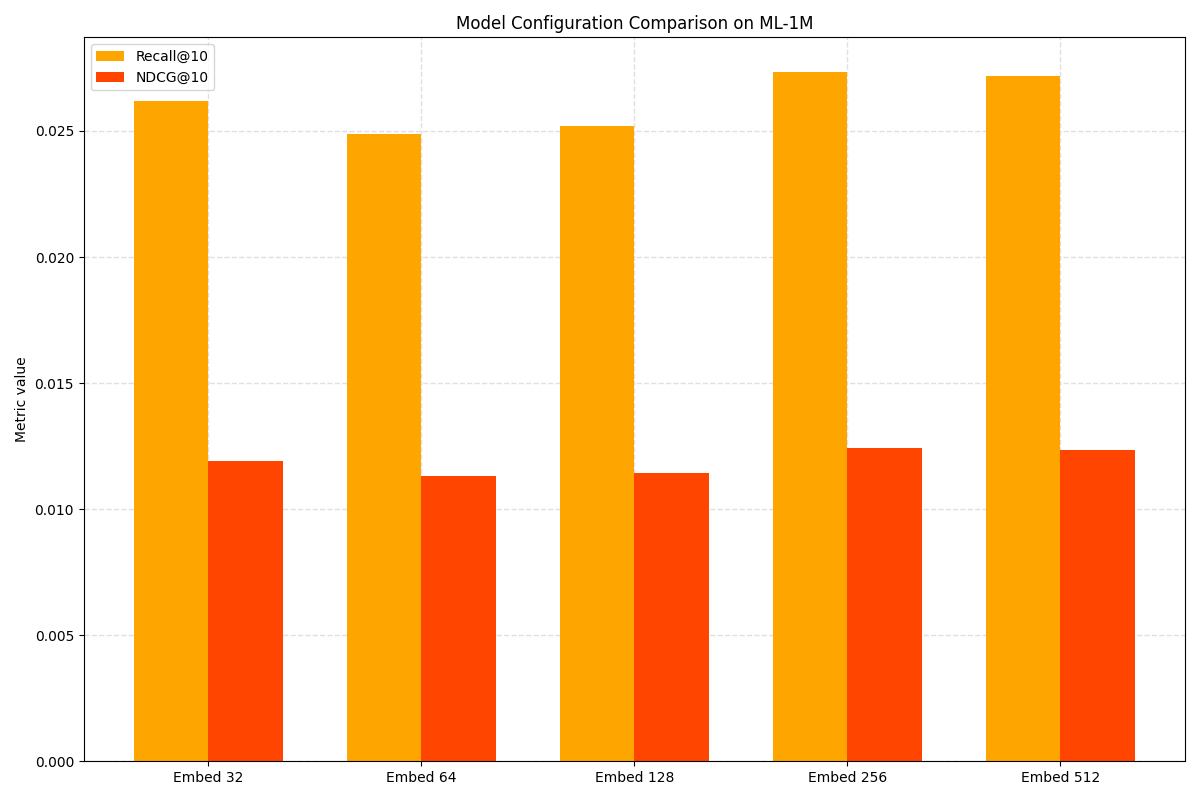 Model Configuration Comparison on ML-1M
Recall@10
NDCG@10
Metric value
0.025
0.020
0.015
0.010
0.005
0.000
Embed 32
Embed 64
Embed 128
Embed 256
Embed 512